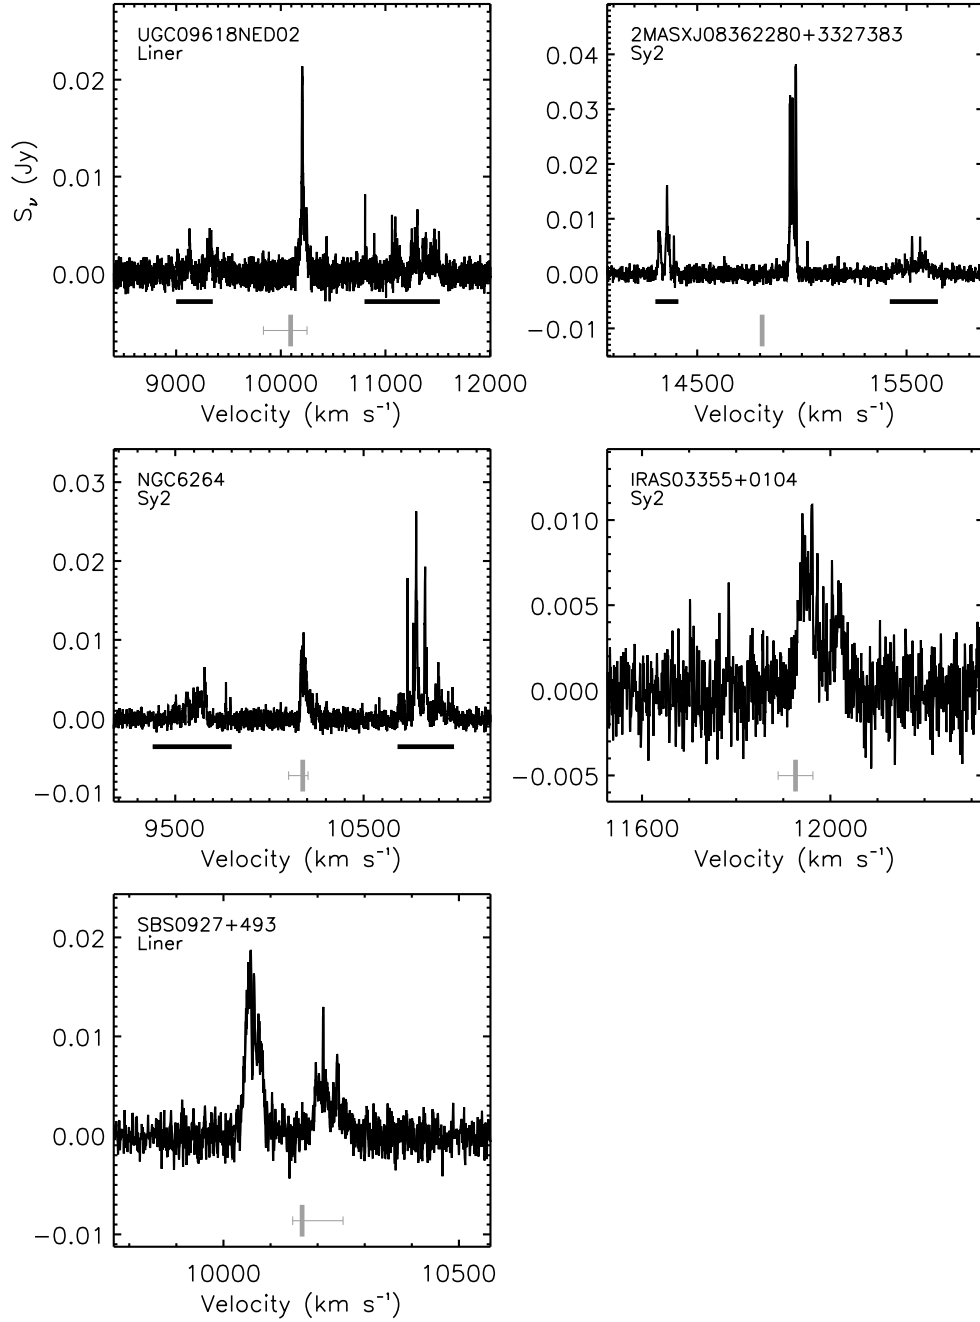 UGC09618NED02
Liner
0.02
0.01
0.00
S_ν (Jy)
9000 10000 11000 12000
Velocity (km s⁻¹)
2MASXJ08362280+3327383
Sy2
0.04
0.03
0.02
0.01
0.00
−0.01
14500 15500
Velocity (km s⁻¹)
NGC6264
Sy2
0.03
0.02
0.01
0.00
−0.01
9500 10500
Velocity (km s⁻¹)
IRAS03355+0104
Sy2
0.010
0.005
0.000
−0.005
11600 12000
Velocity (km s⁻¹)
SBS0927+493
Liner
0.02
0.01
0.00
−0.01
10000 10500
Velocity (km s⁻¹)